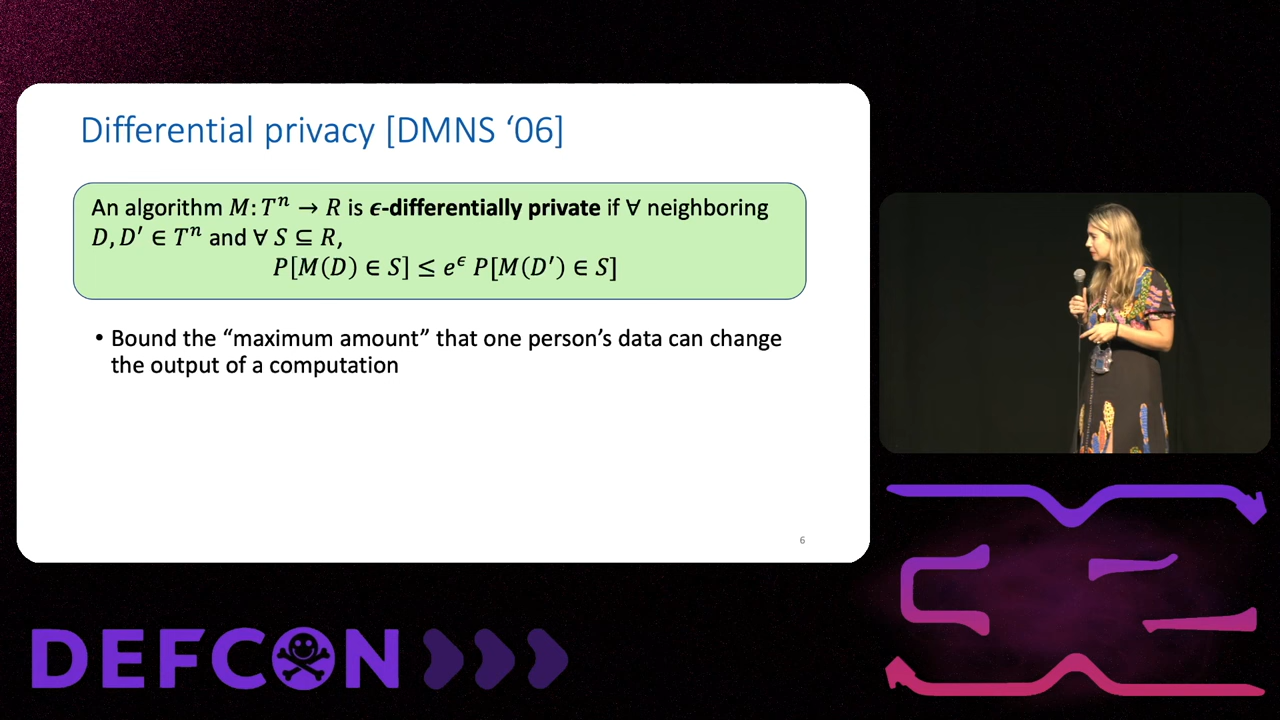 Differential privacy [DMNS ‘06]
An algorithm M: Tⁿ → R is ϵ-differentially private if ∀ neighboring
D, D′ ∈ Tⁿ and ∀ S ⊆ R,
P[M(D) ∈ S] ≤ e^ϵ P[M(D′) ∈ S]
• Bound the “maximum amount” that one person’s data can change
the output of a computation
6
DEFCON